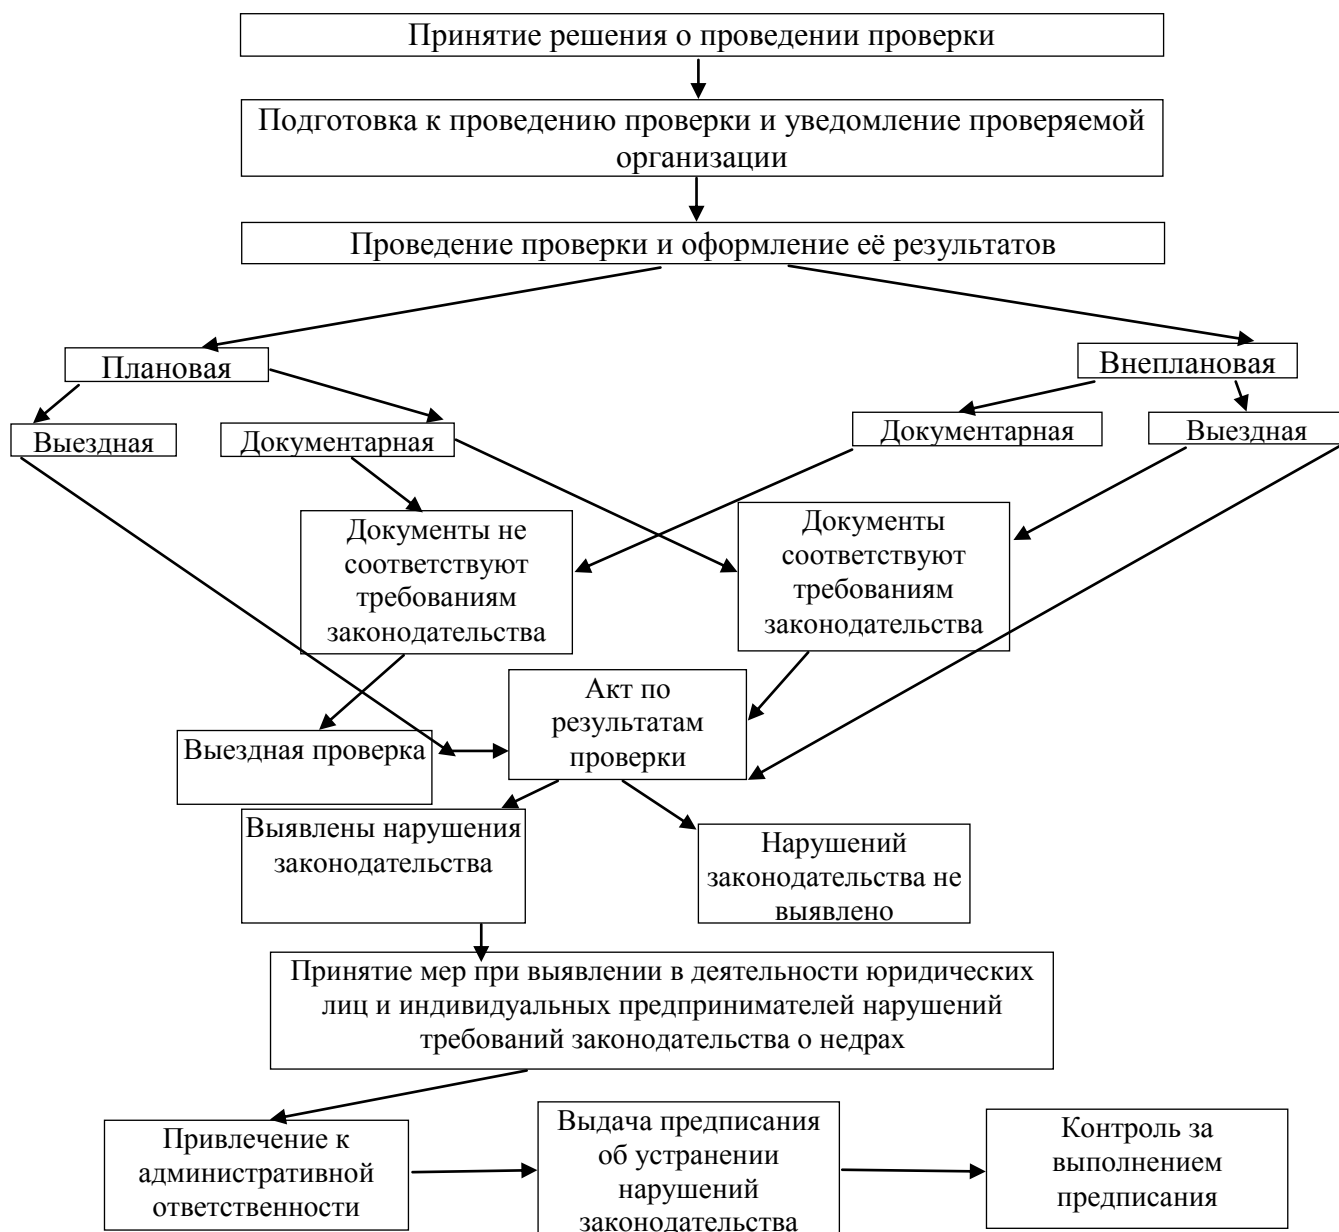 Принятие решения о проведении проверки
Подготовка к проведению проверки и уведомление проверяемой
организации
Проведение проверки и оформление её результатов
Плановая
Внеплановая
Выездная
Документарная
Документарная
Выездная
Документы не
соответствуют
требованиям
законодательства
Документы
соответствуют
требованиям
законодательства
Акт по
результатам
проверки
Выездная проверка
Выявлены нарушения
законодательства
Нарушений
законодательства не
выявлено
Принятие мер при выявлении в деятельности юридических
лиц и индивидуальных предпринимателей нарушений
требований законодательства о недрах
Привлечение к
административной
ответственности
Выдача предписания
об устранении
нарушений
законодательства
Контроль за
выполнением
предписания